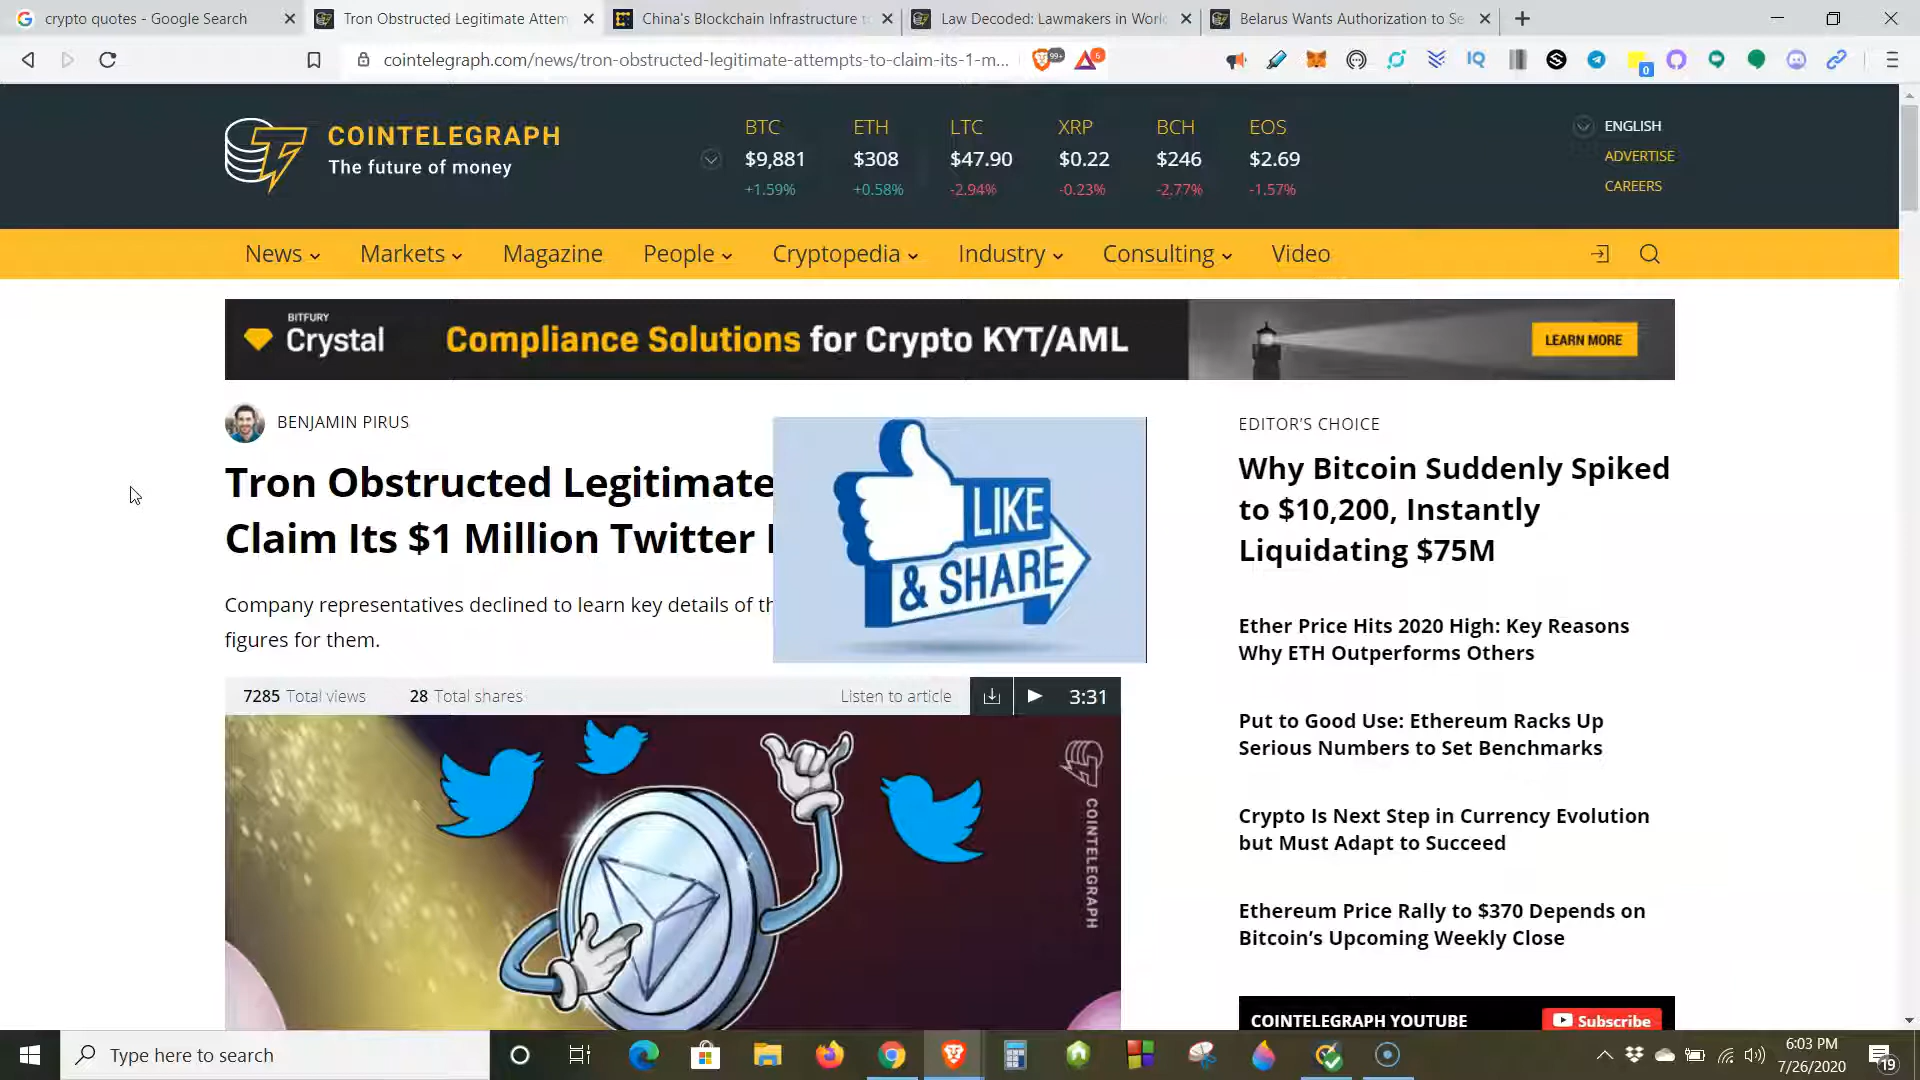 crypto quotes - Google Search
Tron Obstructed Legitimate Attem
China's Blockchain Infrastructure t
Law Decoded: Lawmakers in Worl
Belarus Wants Authorization to Se
cointelegraph.com/news/tron-obstructed-legitimate-attempts-to-claim-its-1-m...
99+
6
IQ
0
COINTELEGRAPH
The future of money
BTC ETH LTC XRP BCH EOS
$9,881 $308 $47.90 $0.22 $246 $2.69
+1.59% +0.58% -2.94% -0.23% -2.77% -1.57%
ENGLISH
ADVERTISE
CAREERS
News Markets Magazine People Cryptopedia Industry Consulting Video
BITFURY
Crystal
Compliance Solutions for Crypto KYT/AML
LEARN MORE
BENJAMIN PIRUS
Tron Obstructed Legitimate
Claim Its $1 Million Twitter
Company representatives declined to learn key details of th
figures for them.
LIKE
& SHARE
7285 Total views 28 Total shares Listen to article 3:31
COINTELEGRAPH
EDITOR'S CHOICE
Why Bitcoin Suddenly Spiked
to $10,200, Instantly
Liquidating $75M
Ether Price Hits 2020 High: Key Reasons
Why ETH Outperforms Others
Put to Good Use: Ethereum Racks Up
Serious Numbers to Set Benchmarks
Crypto Is Next Step in Currency Evolution
but Must Adapt to Succeed
Ethereum Price Rally to $370 Depends on
Bitcoin's Upcoming Weekly Close
COINTELEGRAPH YOUTUBE
Subscribe
Type here to search
6:03 PM
7/26/2020
19